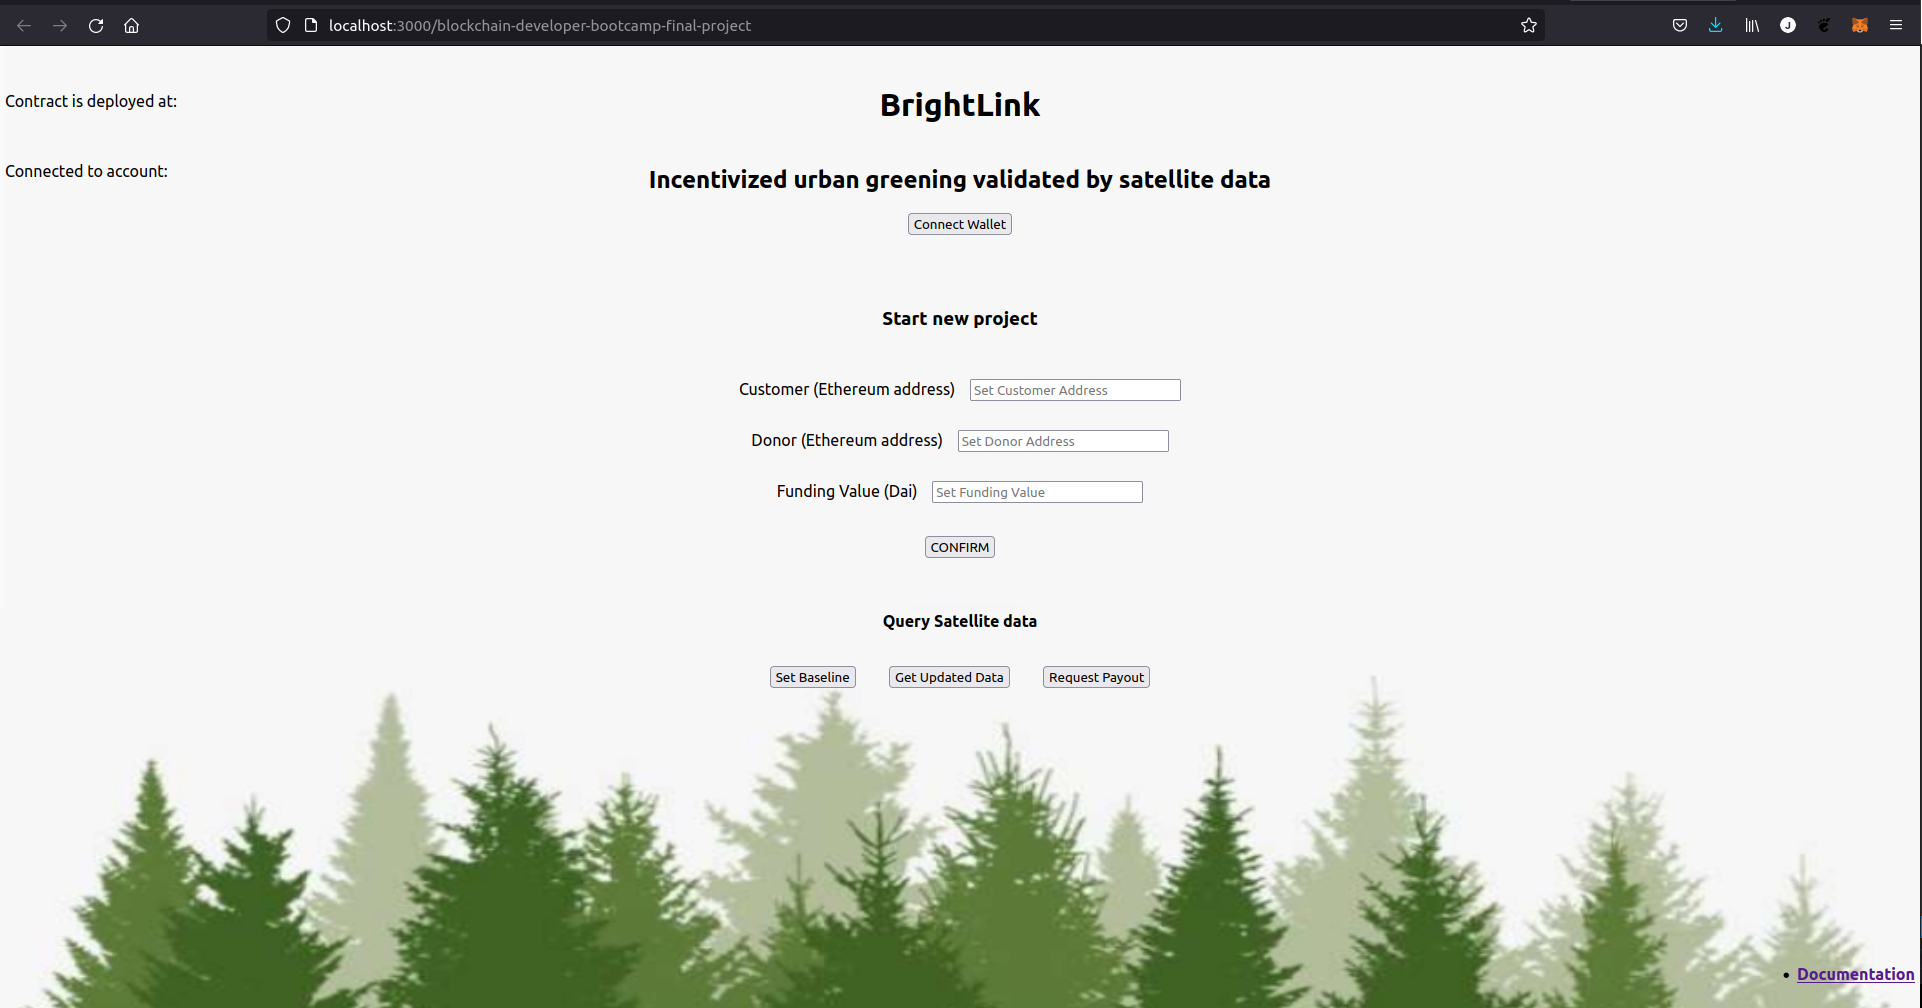 localhost:3000/blockchain-developer-bootcamp-final-project
J
Contract is deployed at:
BrightLink
Connected to account:
Incentivized urban greening validated by satellite data
Connect Wallet
Start new project
Customer (Ethereum address) Set Customer Address
Donor (Ethereum address) Set Donor Address
Funding Value (Dai) Set Funding Value
CONFIRM
Query Satellite data
Set Baseline Get Updated Data Request Payout
• Documentation